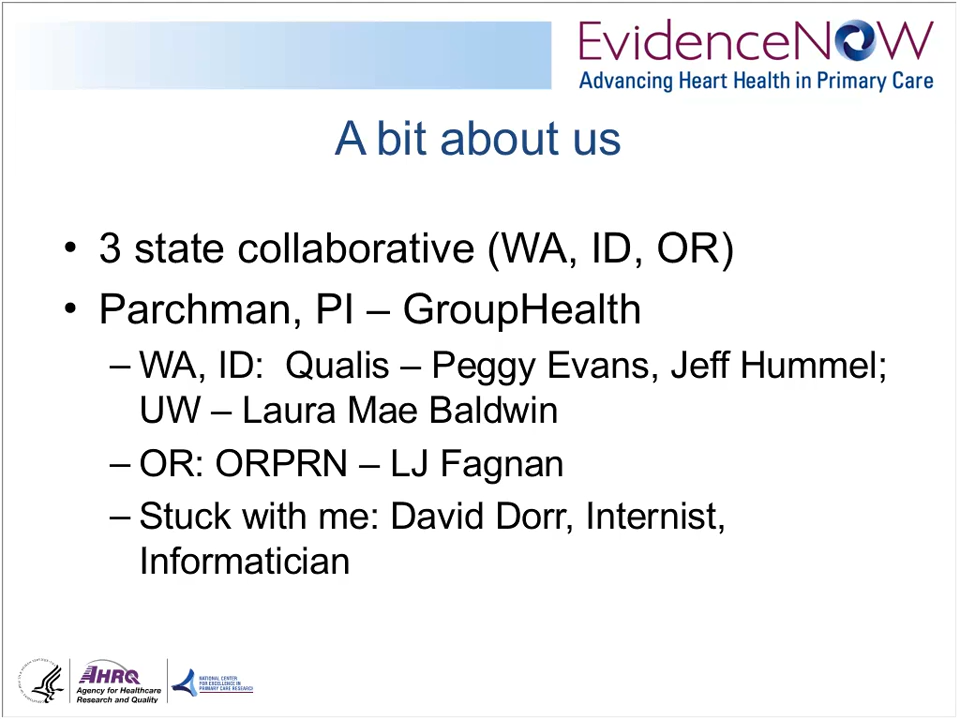 EvidenceNOW
Advancing Heart Health in Primary Care
A bit about us
• 3 state collaborative (WA, ID, OR)
• Parchman, PI – GroupHealth
– WA, ID:  Qualis – Peggy Evans, Jeff Hummel;
UW – Laura Mae Baldwin
– OR: ORPRN – LJ Fagnan
– Stuck with me: David Dorr, Internist,
Informatician
AHRQ
Agency for Healthcare
Research and Quality
NATIONAL CENTER
FOR EXCELLENCE IN
PRIMARY CARE RESEARCH